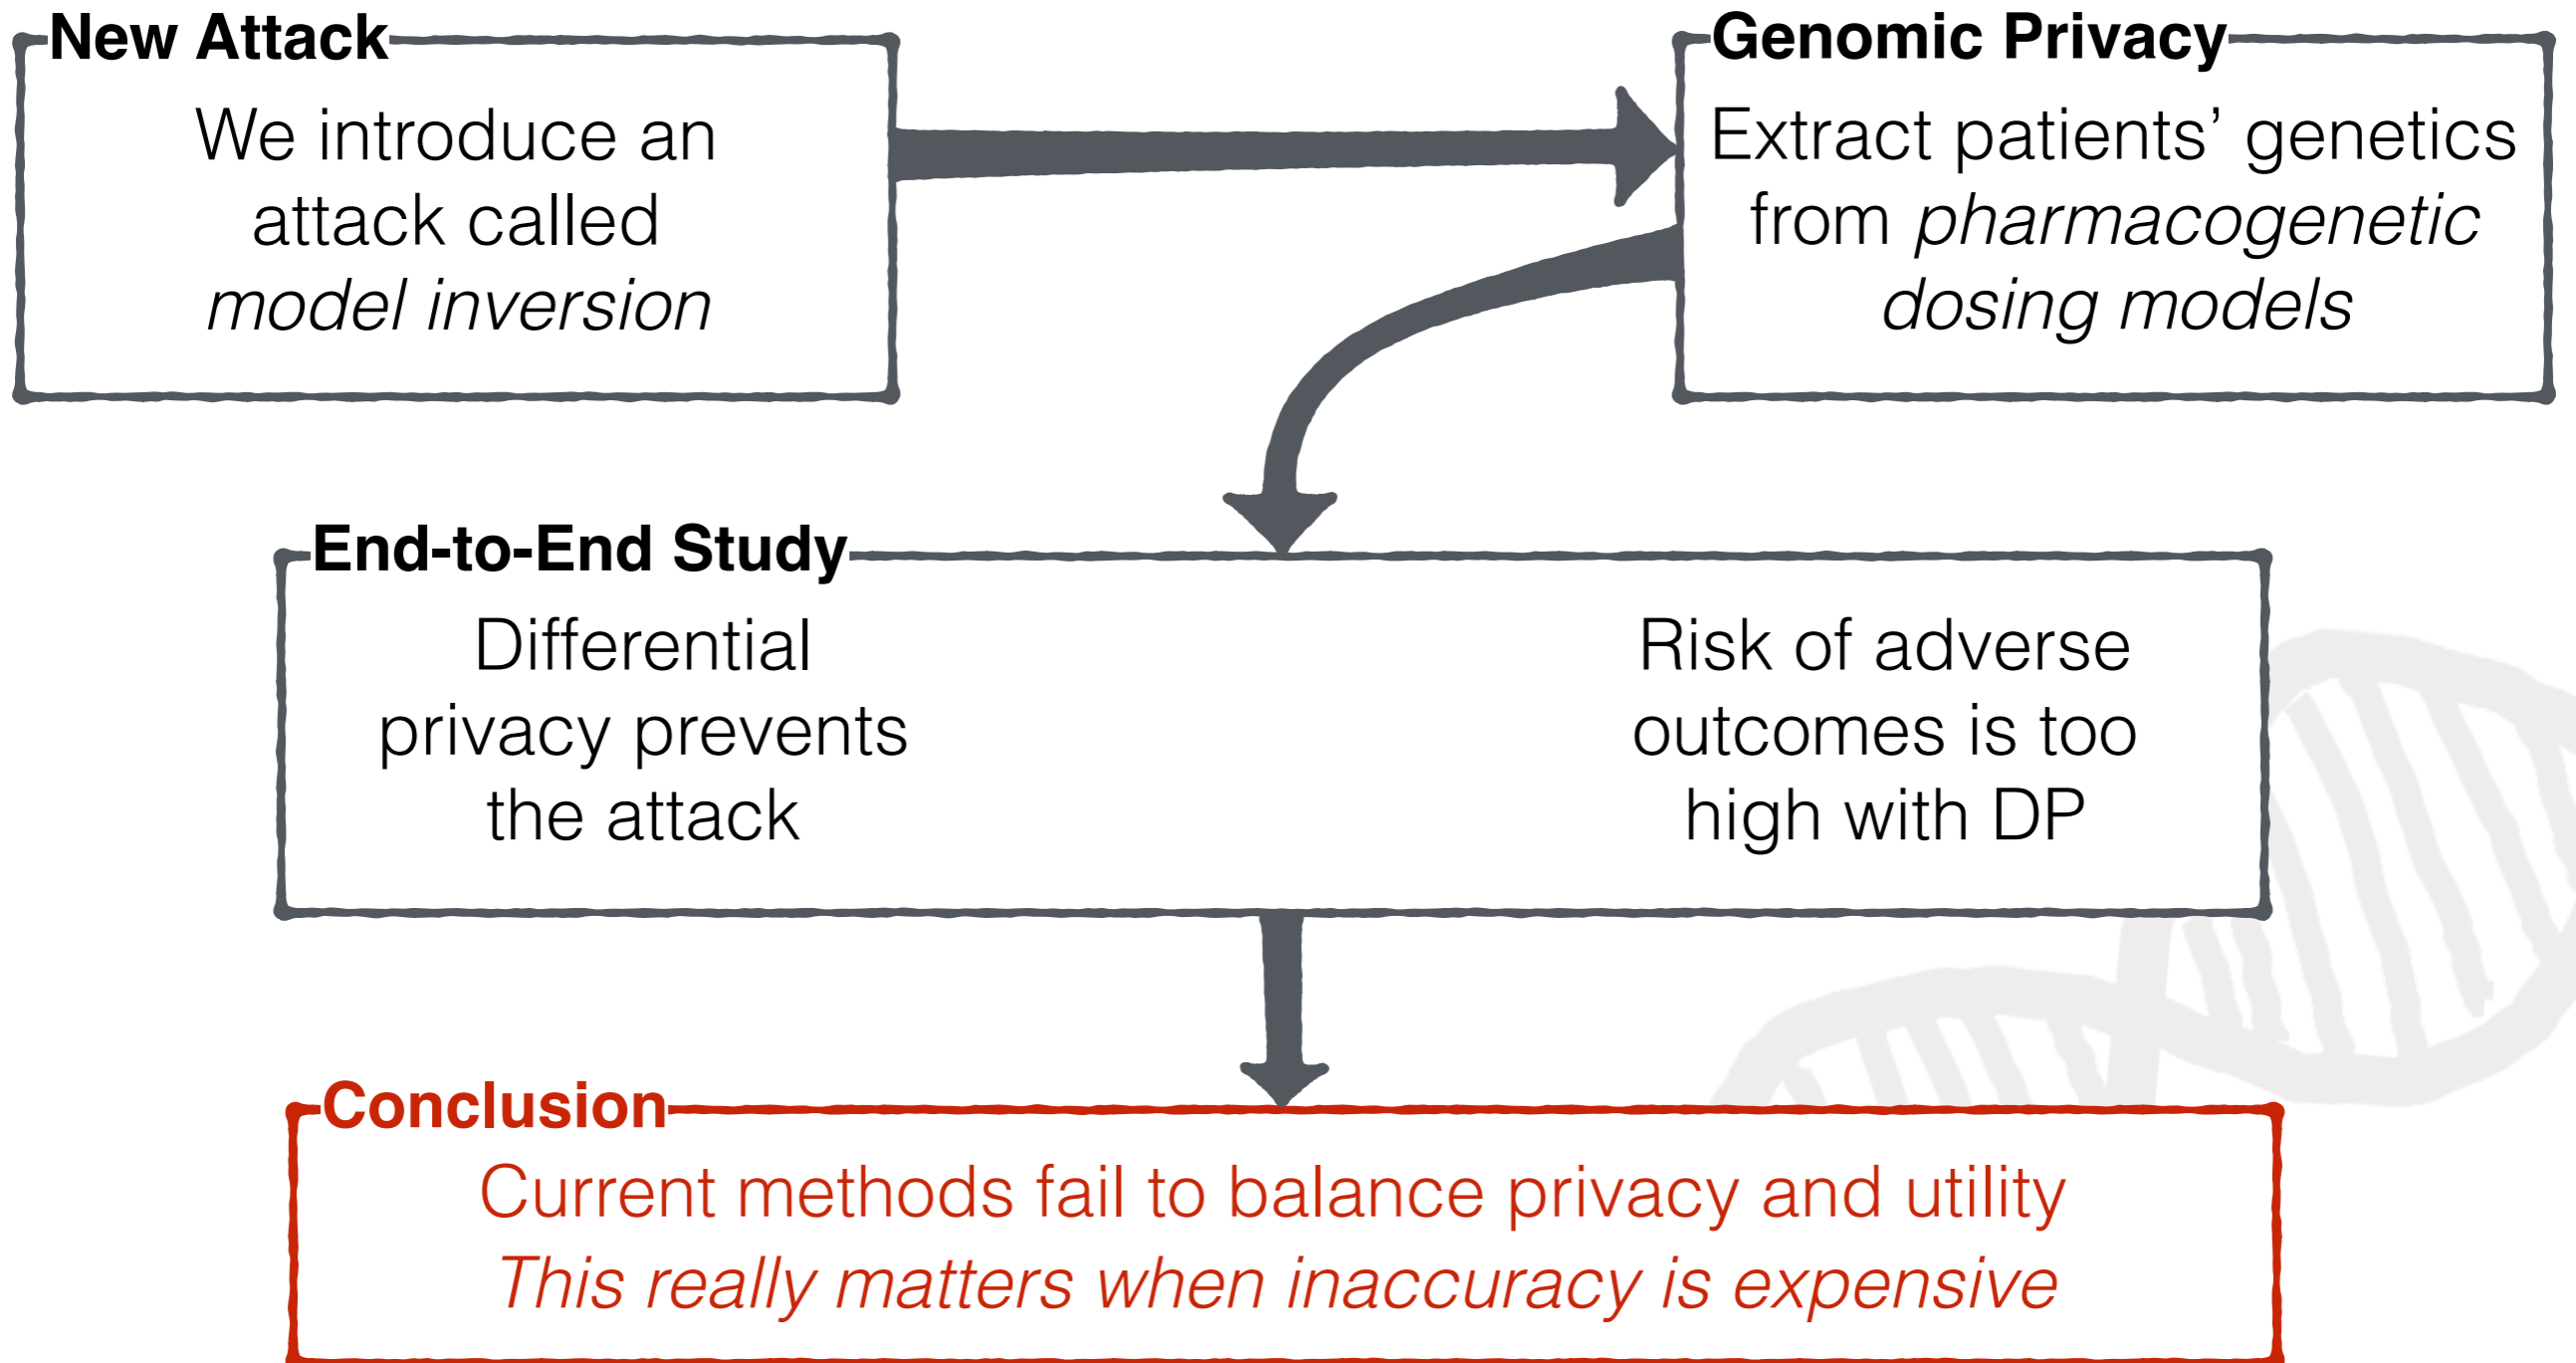 New Attack
We introduce an
attack called
model inversion
Genomic Privacy
Extract patients’ genetics
from pharmacogenetic
dosing models
End-to-End Study
Differential
privacy prevents
the attack
Risk of adverse
outcomes is too
high with DP
Conclusion
Current methods fail to balance privacy and utility
This really matters when inaccuracy is expensive